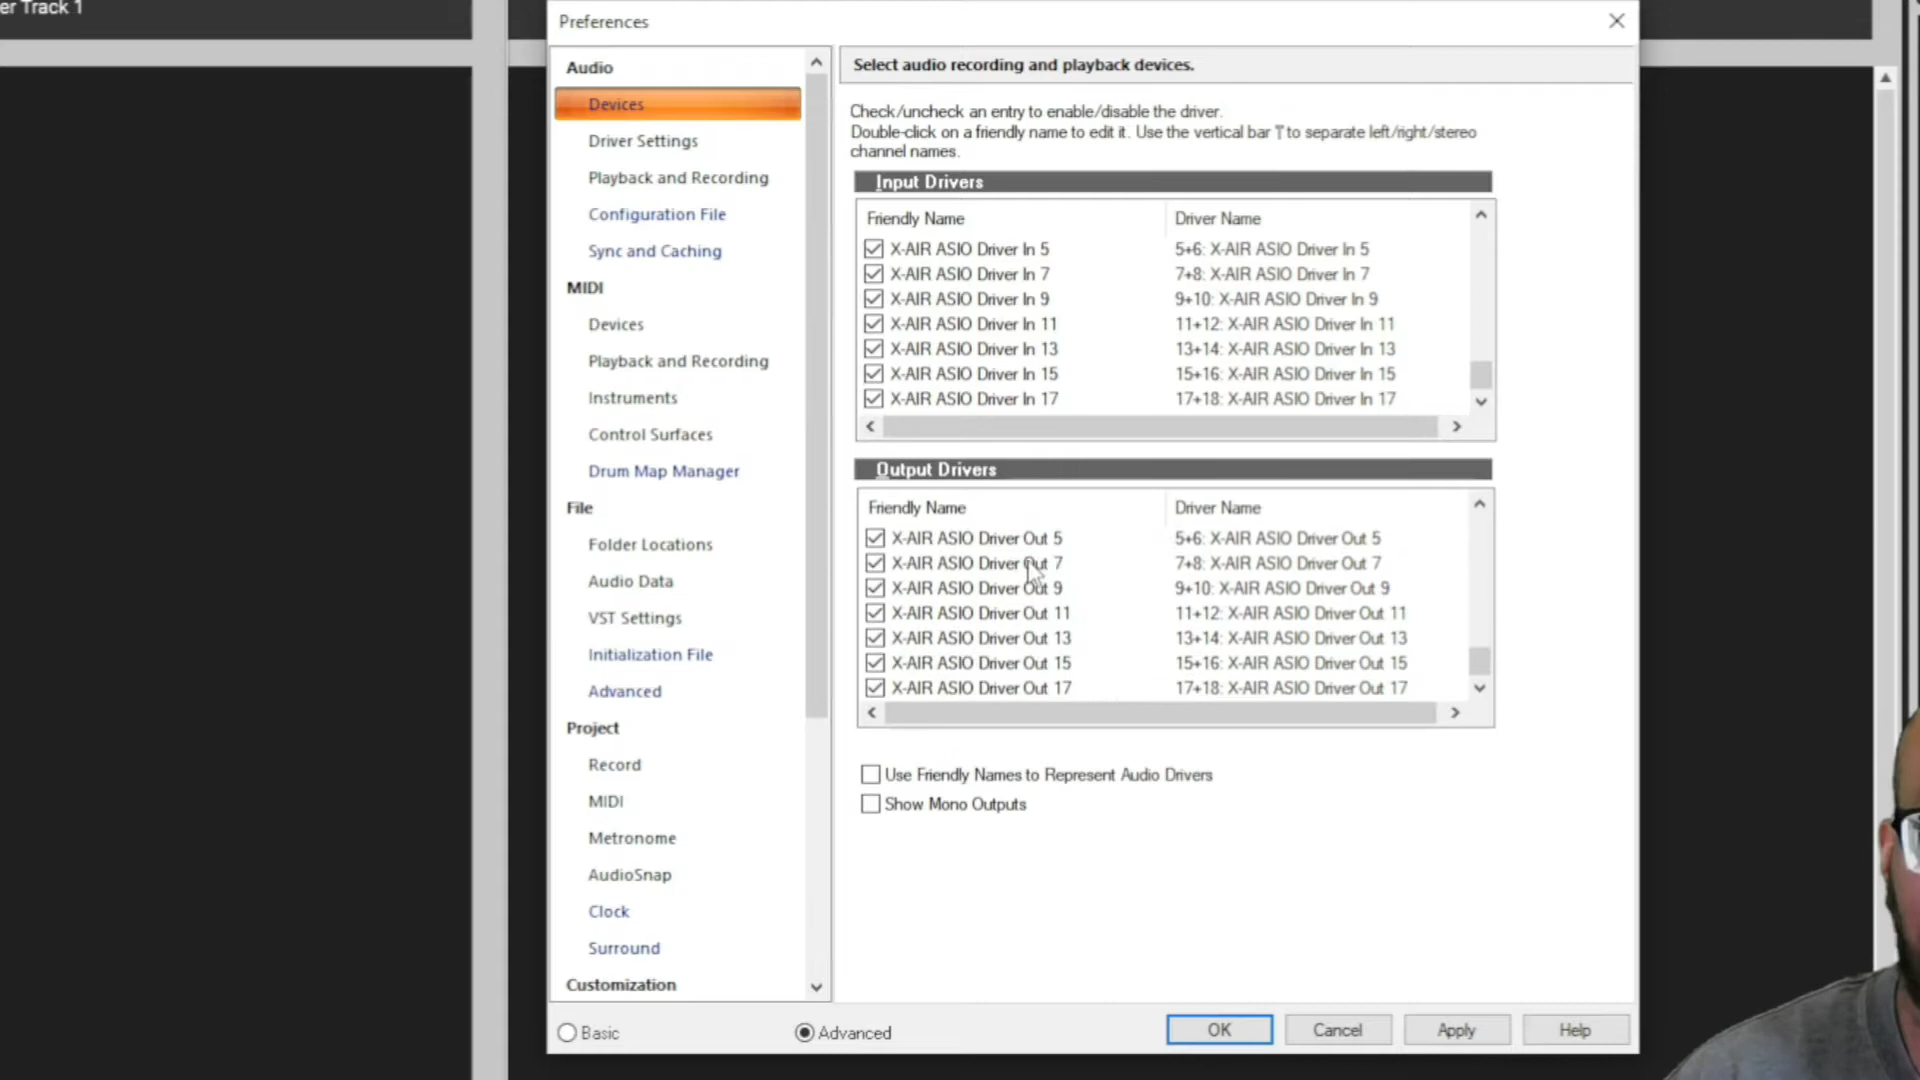 er Track 1
Preferences
Audio
Devices
Driver Settings
Playback and Recording
Configuration File
Sync and Caching
MIDI
Devices
Playback and Recording
Instruments
Control Surfaces
Drum Map Manager
File
Folder Locations
Audio Data
VST Settings
Initialization File
Advanced
Project
Record
MIDI
Metronome
AudioSnap
Clock
Surround
Customization
Basic
Advanced
Select audio recording and playback devices.
Check/uncheck an entry to enable/disable the driver.
Double-click on a friendly name to edit it. Use the vertical bar '|' to separate left/right/stereo
channel names.
Input Drivers
Friendly Name Driver Name
X-AIR ASIO Driver In 5 5+6: X-AIR ASIO Driver In 5
X-AIR ASIO Driver In 7 7+8: X-AIR ASIO Driver In 7
X-AIR ASIO Driver In 9 9+10: X-AIR ASIO Driver In 9
X-AIR ASIO Driver In 11 11+12: X-AIR ASIO Driver In 11
X-AIR ASIO Driver In 13 13+14: X-AIR ASIO Driver In 13
X-AIR ASIO Driver In 15 15+16: X-AIR ASIO Driver In 15
X-AIR ASIO Driver In 17 17+18: X-AIR ASIO Driver In 17
Output Drivers
Friendly Name Driver Name
X-AIR ASIO Driver Out 5 5+6: X-AIR ASIO Driver Out 5
X-AIR ASIO Driver Out 7 7+8: X-AIR ASIO Driver Out 7
X-AIR ASIO Driver Out 9 9+10: X-AIR ASIO Driver Out 9
X-AIR ASIO Driver Out 11 11+12: X-AIR ASIO Driver Out 11
X-AIR ASIO Driver Out 13 13+14: X-AIR ASIO Driver Out 13
X-AIR ASIO Driver Out 15 15+16: X-AIR ASIO Driver Out 15
X-AIR ASIO Driver Out 17 17+18: X-AIR ASIO Driver Out 17
Use Friendly Names to Represent Audio Drivers
Show Mono Outputs
OK Cancel Apply Help